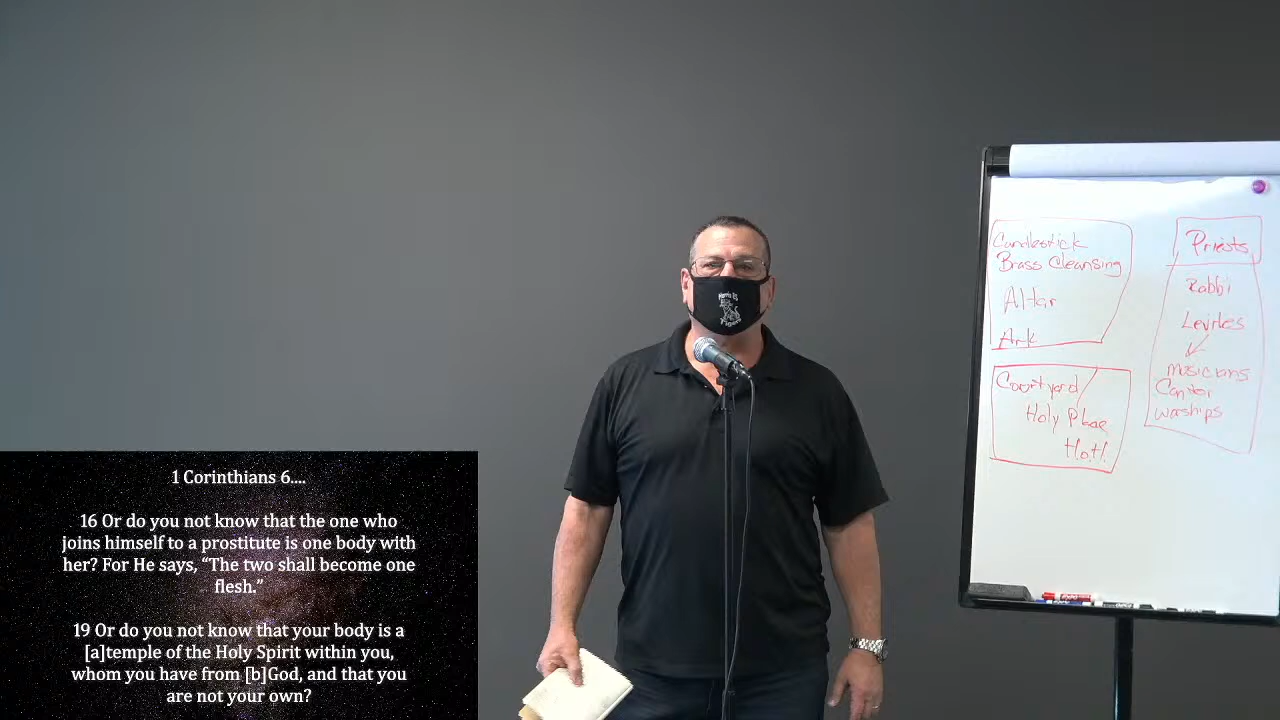 1 Corinthians 6....
16 Or do you not know that the one who
joins himself to a prostitute is one body with
her? For He says, “The two shall become one
flesh.”
19 Or do you not know that your body is a
[a]temple of the Holy Spirit within you,
whom you have from [b]God, and that you
are not your own?
Tigers
Candlestick
Brass Cleansing
Altar
Ark
Courtyard
Holy Place
H.o.H.
Priests
Rabbi
Levites
musicians
Cantor
worships